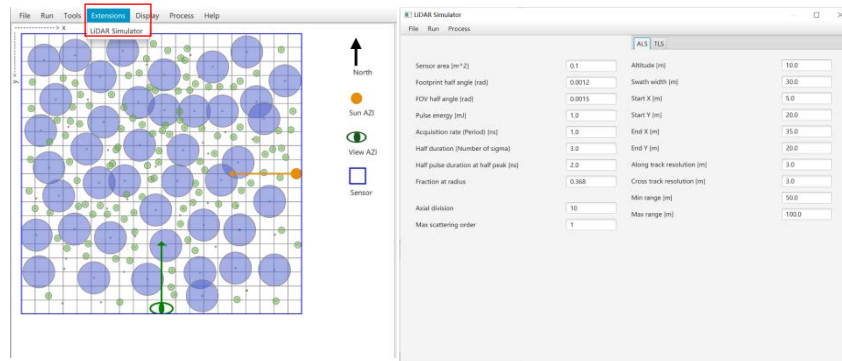 File Run Tools Extensions Display Process Help
LiDAR Simulator
-------------> x
y
North
Sun AZI
View AZI
Sensor
LiDAR Simulator
File Run Process
ALS TLS
Sensor area [m^2] 0.1
Footprint half angle [rad] 0.0012
FOV half angle [rad] 0.0015
Pulse energy [mJ] 1.0
Acquisition rate (Period) [ns] 1.0
Half duration (Number of sigma) 3.0
Half pulse duration at half peak [ns] 2.0
Fraction at radius 0.368
Axial division 10
Max scattering order 1
Altitude [m] 10.0
Swath width [m] 30.0
Start X [m] 5.0
Start Y [m] 20.0
End X [m] 35.0
End Y [m] 20.0
Along track resolution [m] 3.0
Cross track resolution [m] 3.0
Min range [m] 50.0
Max range [m] 100.0